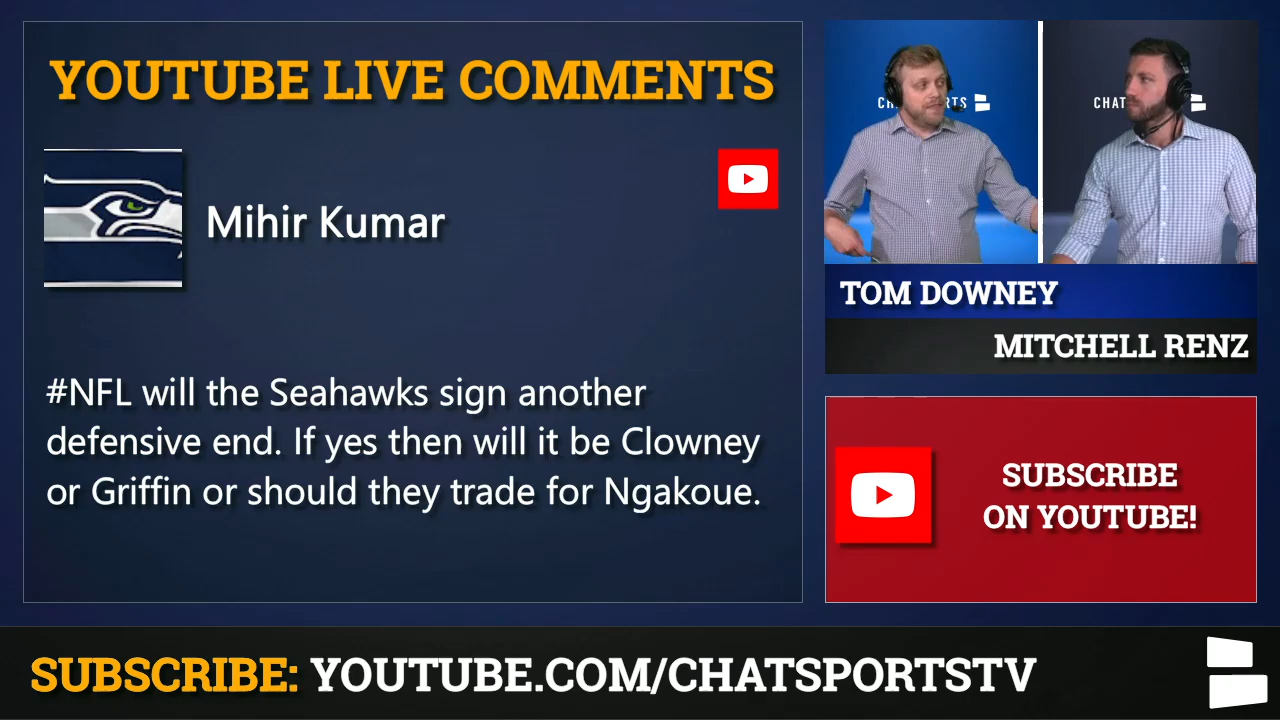 YOUTUBE LIVE COMMENTS
Mihir Kumar
#NFL will the Seahawks sign another
defensive end. If yes then will it be Clowney
or Griffin or should they trade for Ngakoue.
TOM DOWNEY
MITCHELL RENZ
SUBSCRIBE
ON YOUTUBE!
SUBSCRIBE: YOUTUBE.COM/CHATSPORTSTV